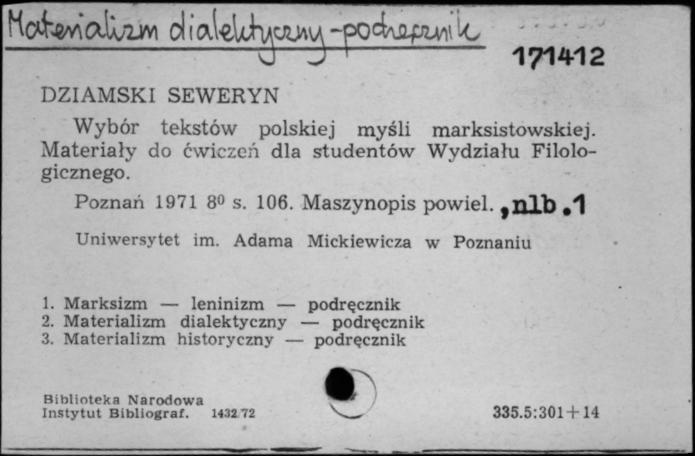 Materializm dialektyczny - podręcznik
171412
DZIAMSKI SEWERYN
Wybór tekstów polskiej myśli marksistowskiej.
Materiały do ćwiczeń dla studentów Wydziału Filolo-
gicznego.
Poznań 1971 8⁰ s. 106. Maszynopis powiel. , nlb . 1
Uniwersytet im. Adama Mickiewicza w Poznaniu
1. Marksizm — leninizm — podręcznik
2. Materializm dialektyczny — podręcznik
3. Materializm historyczny — podręcznik
Biblioteka Narodowa
Instytut Bibliograf. 1432/72
335.5:301+14